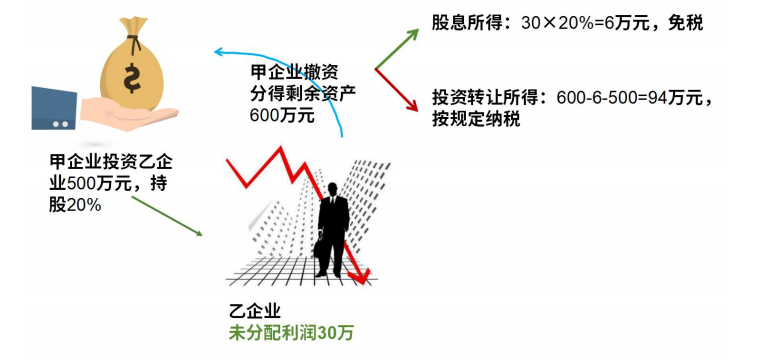 股息所得：30×20%=6万元，免税
甲企业撤资
分得剩余资产
600万元
投资转让所得：600-6-500=94万元，
按规定纳税
甲企业投资乙企
业500万元，持
股20%
乙企业
未分配利润30万